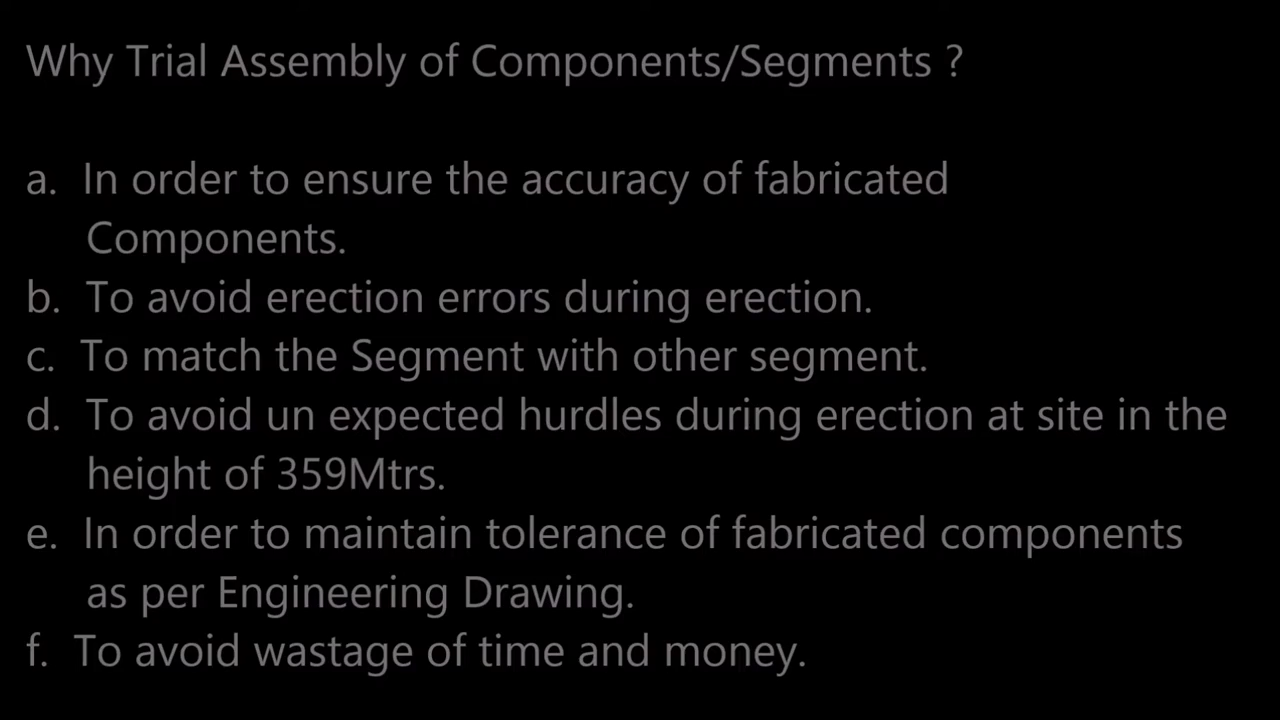 Why Trial Assembly of Components/Segments ?
a. In order to ensure the accuracy of fabricated
Components.
b. To avoid erection errors during erection.
c. To match the Segment with other segment.
d. To avoid un expected hurdles during erection at site in the
height of 359Mtrs.
e. In order to maintain tolerance of fabricated components
as per Engineering Drawing.
f. To avoid wastage of time and money.